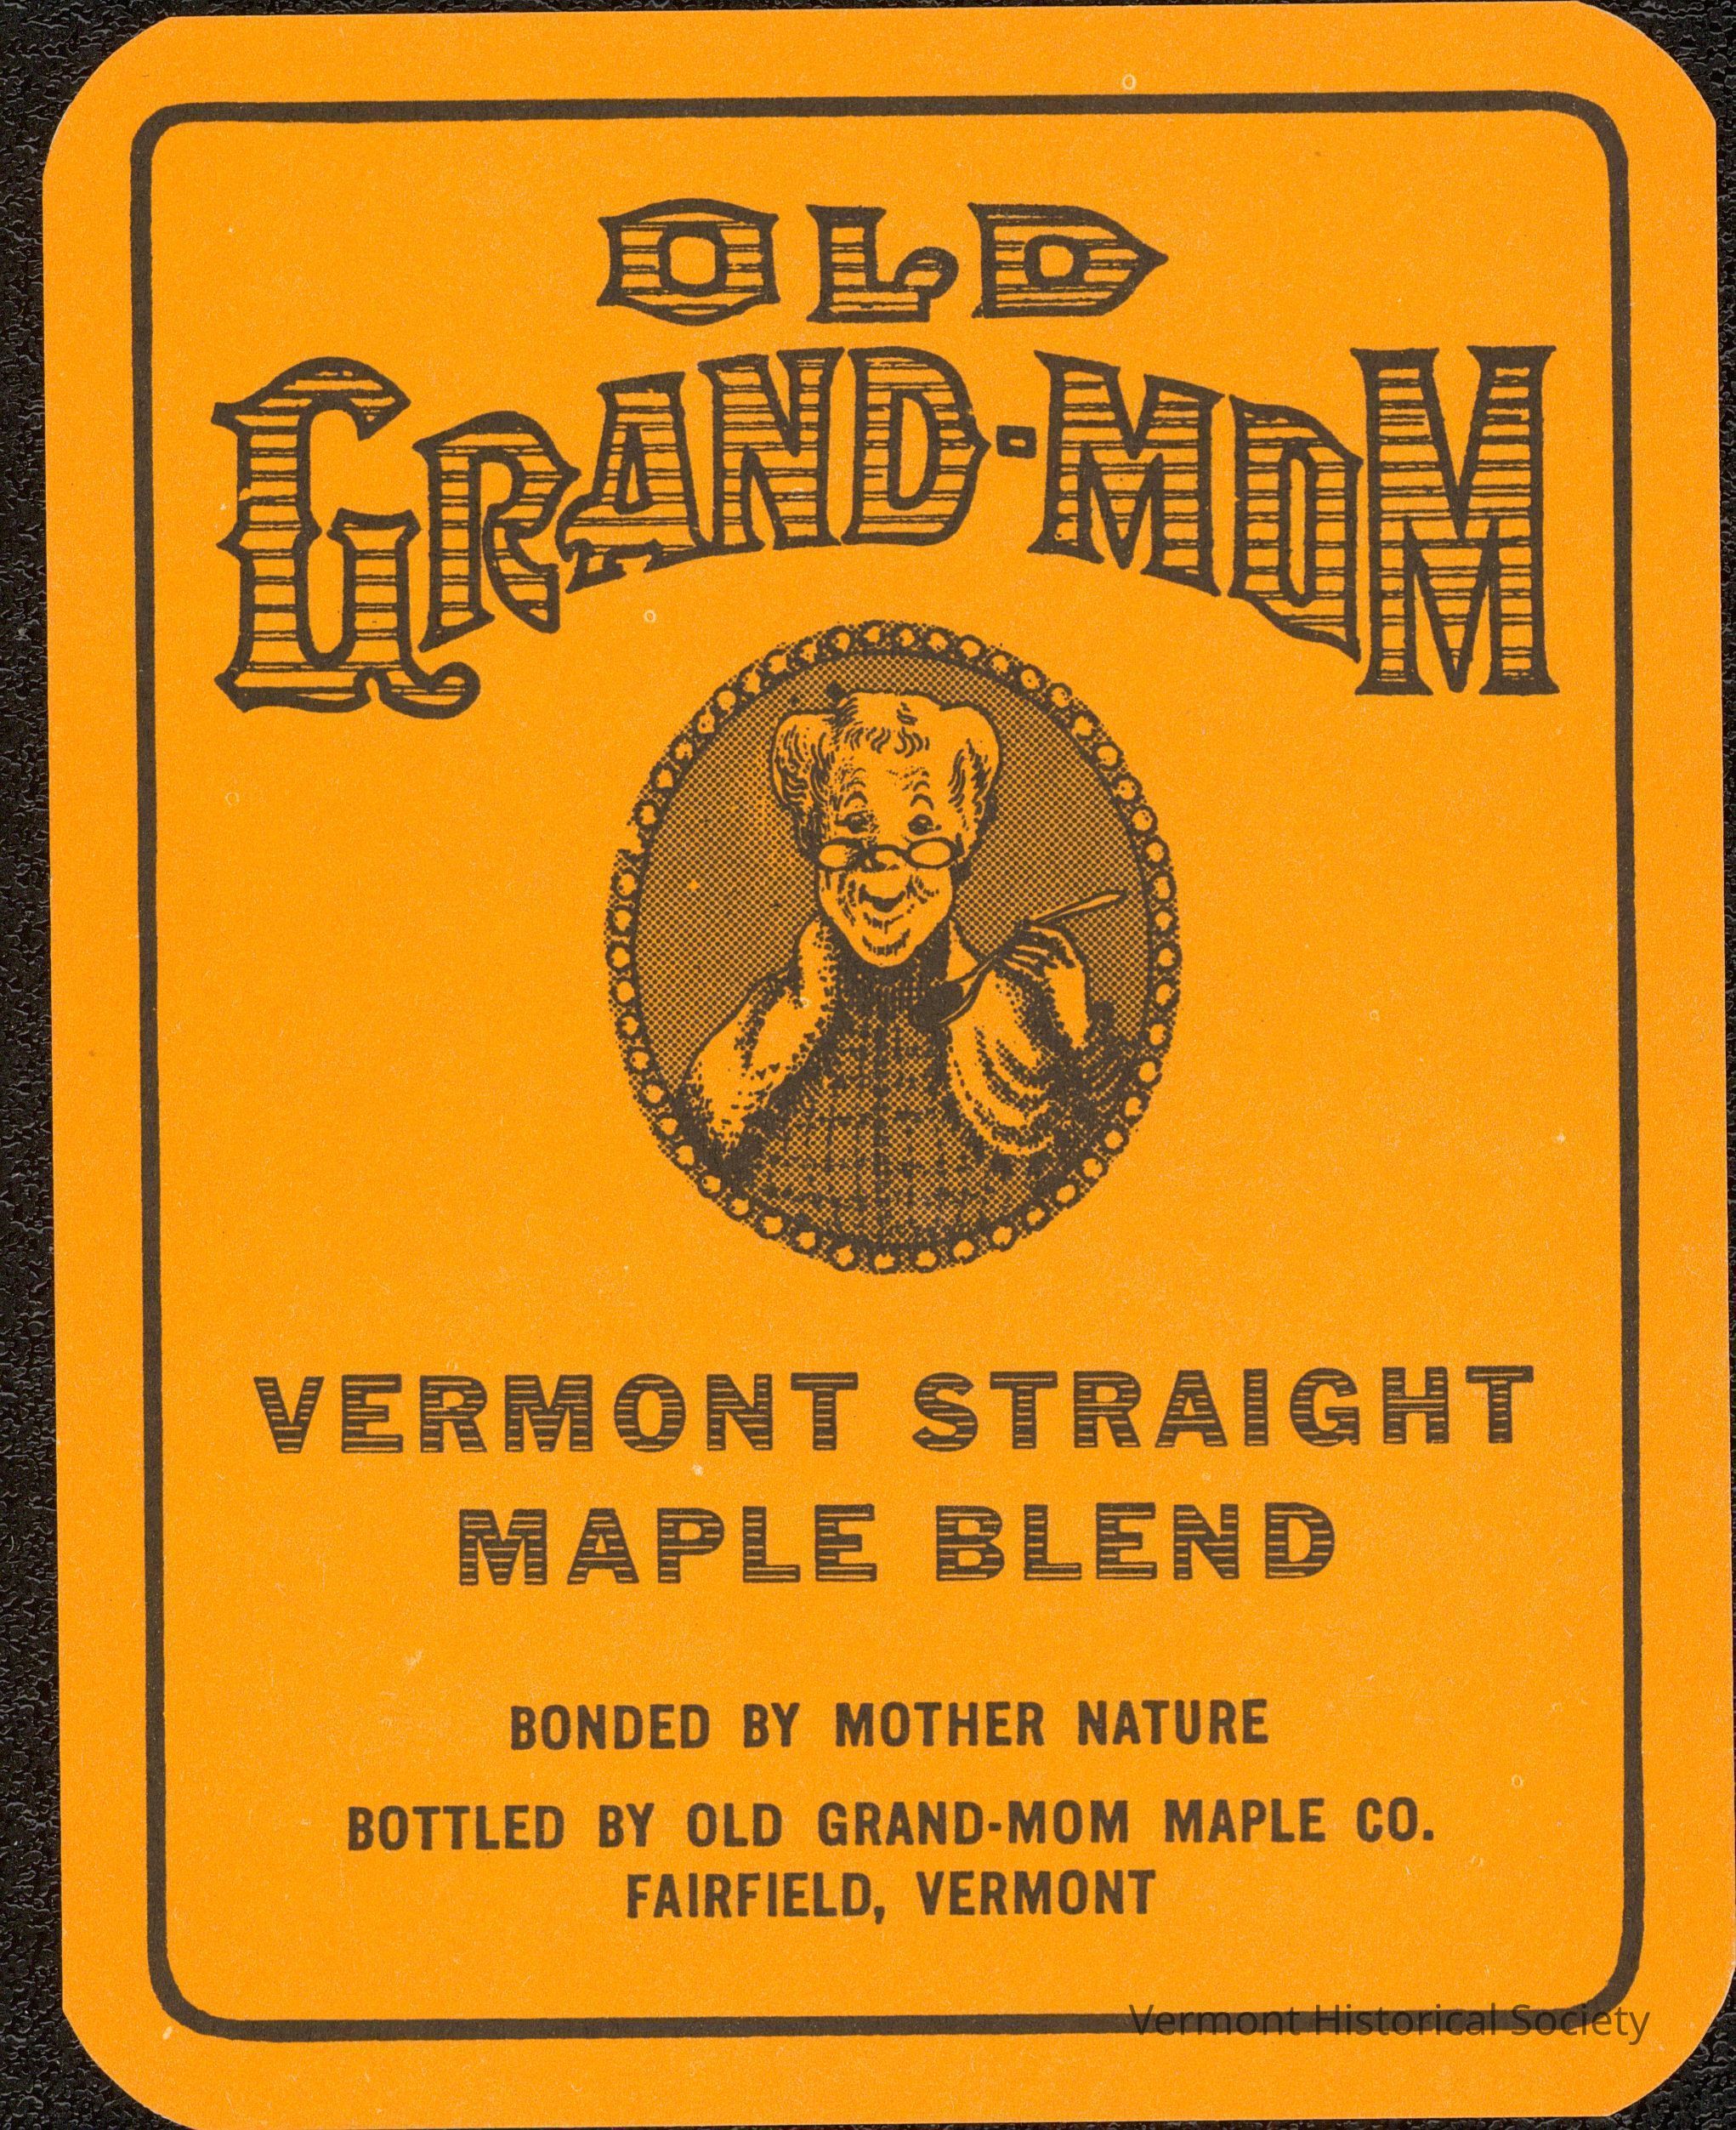 OLD
GRAND-MOM
VERMONT STRAIGHT
MAPLE BLEND
BONDED BY MOTHER NATURE
BOTTLED BY OLD GRAND-MOM MAPLE CO.
FAIRFIELD, VERMONT
Vermont Historical Society